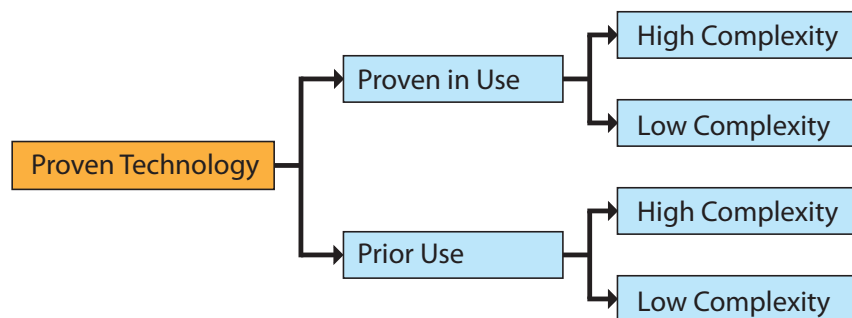 Proven Technology
Proven in Use
High Complexity
Low Complexity
Prior Use
High Complexity
Low Complexity